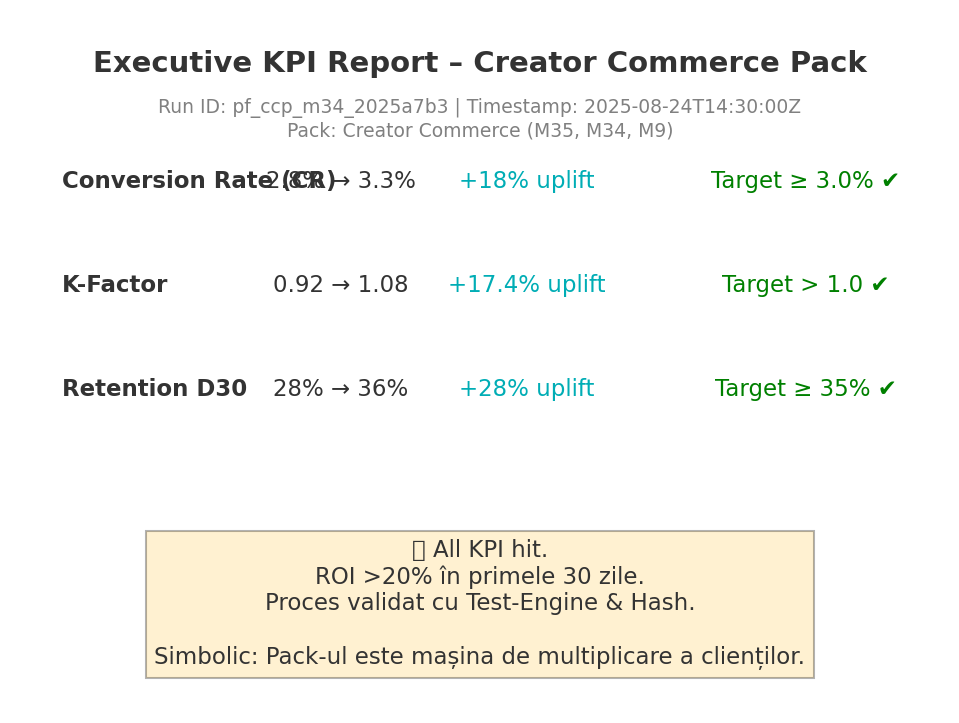 Executive KPI Report – Creator Commerce Pack
Run ID: pf_ccp_m34_2025a7b3 | Timestamp: 2025-08-24T14:30:00Z
Pack: Creator Commerce (M35, M34, M9)
Conversion Rate (CR) 2.8% → 3.3% +18% uplift Target ≥ 3.0% ✔
K-Factor 0.92 → 1.08 +17.4% uplift Target > 1.0 ✔
Retention D30 28% → 36% +28% uplift Target ≥ 35% ✔
All KPI hit.
ROI >20% în primele 30 zile.
Proces validat cu Test-Engine & Hash.
Simbolic: Pack-ul este mașina de multiplicare a clienților.